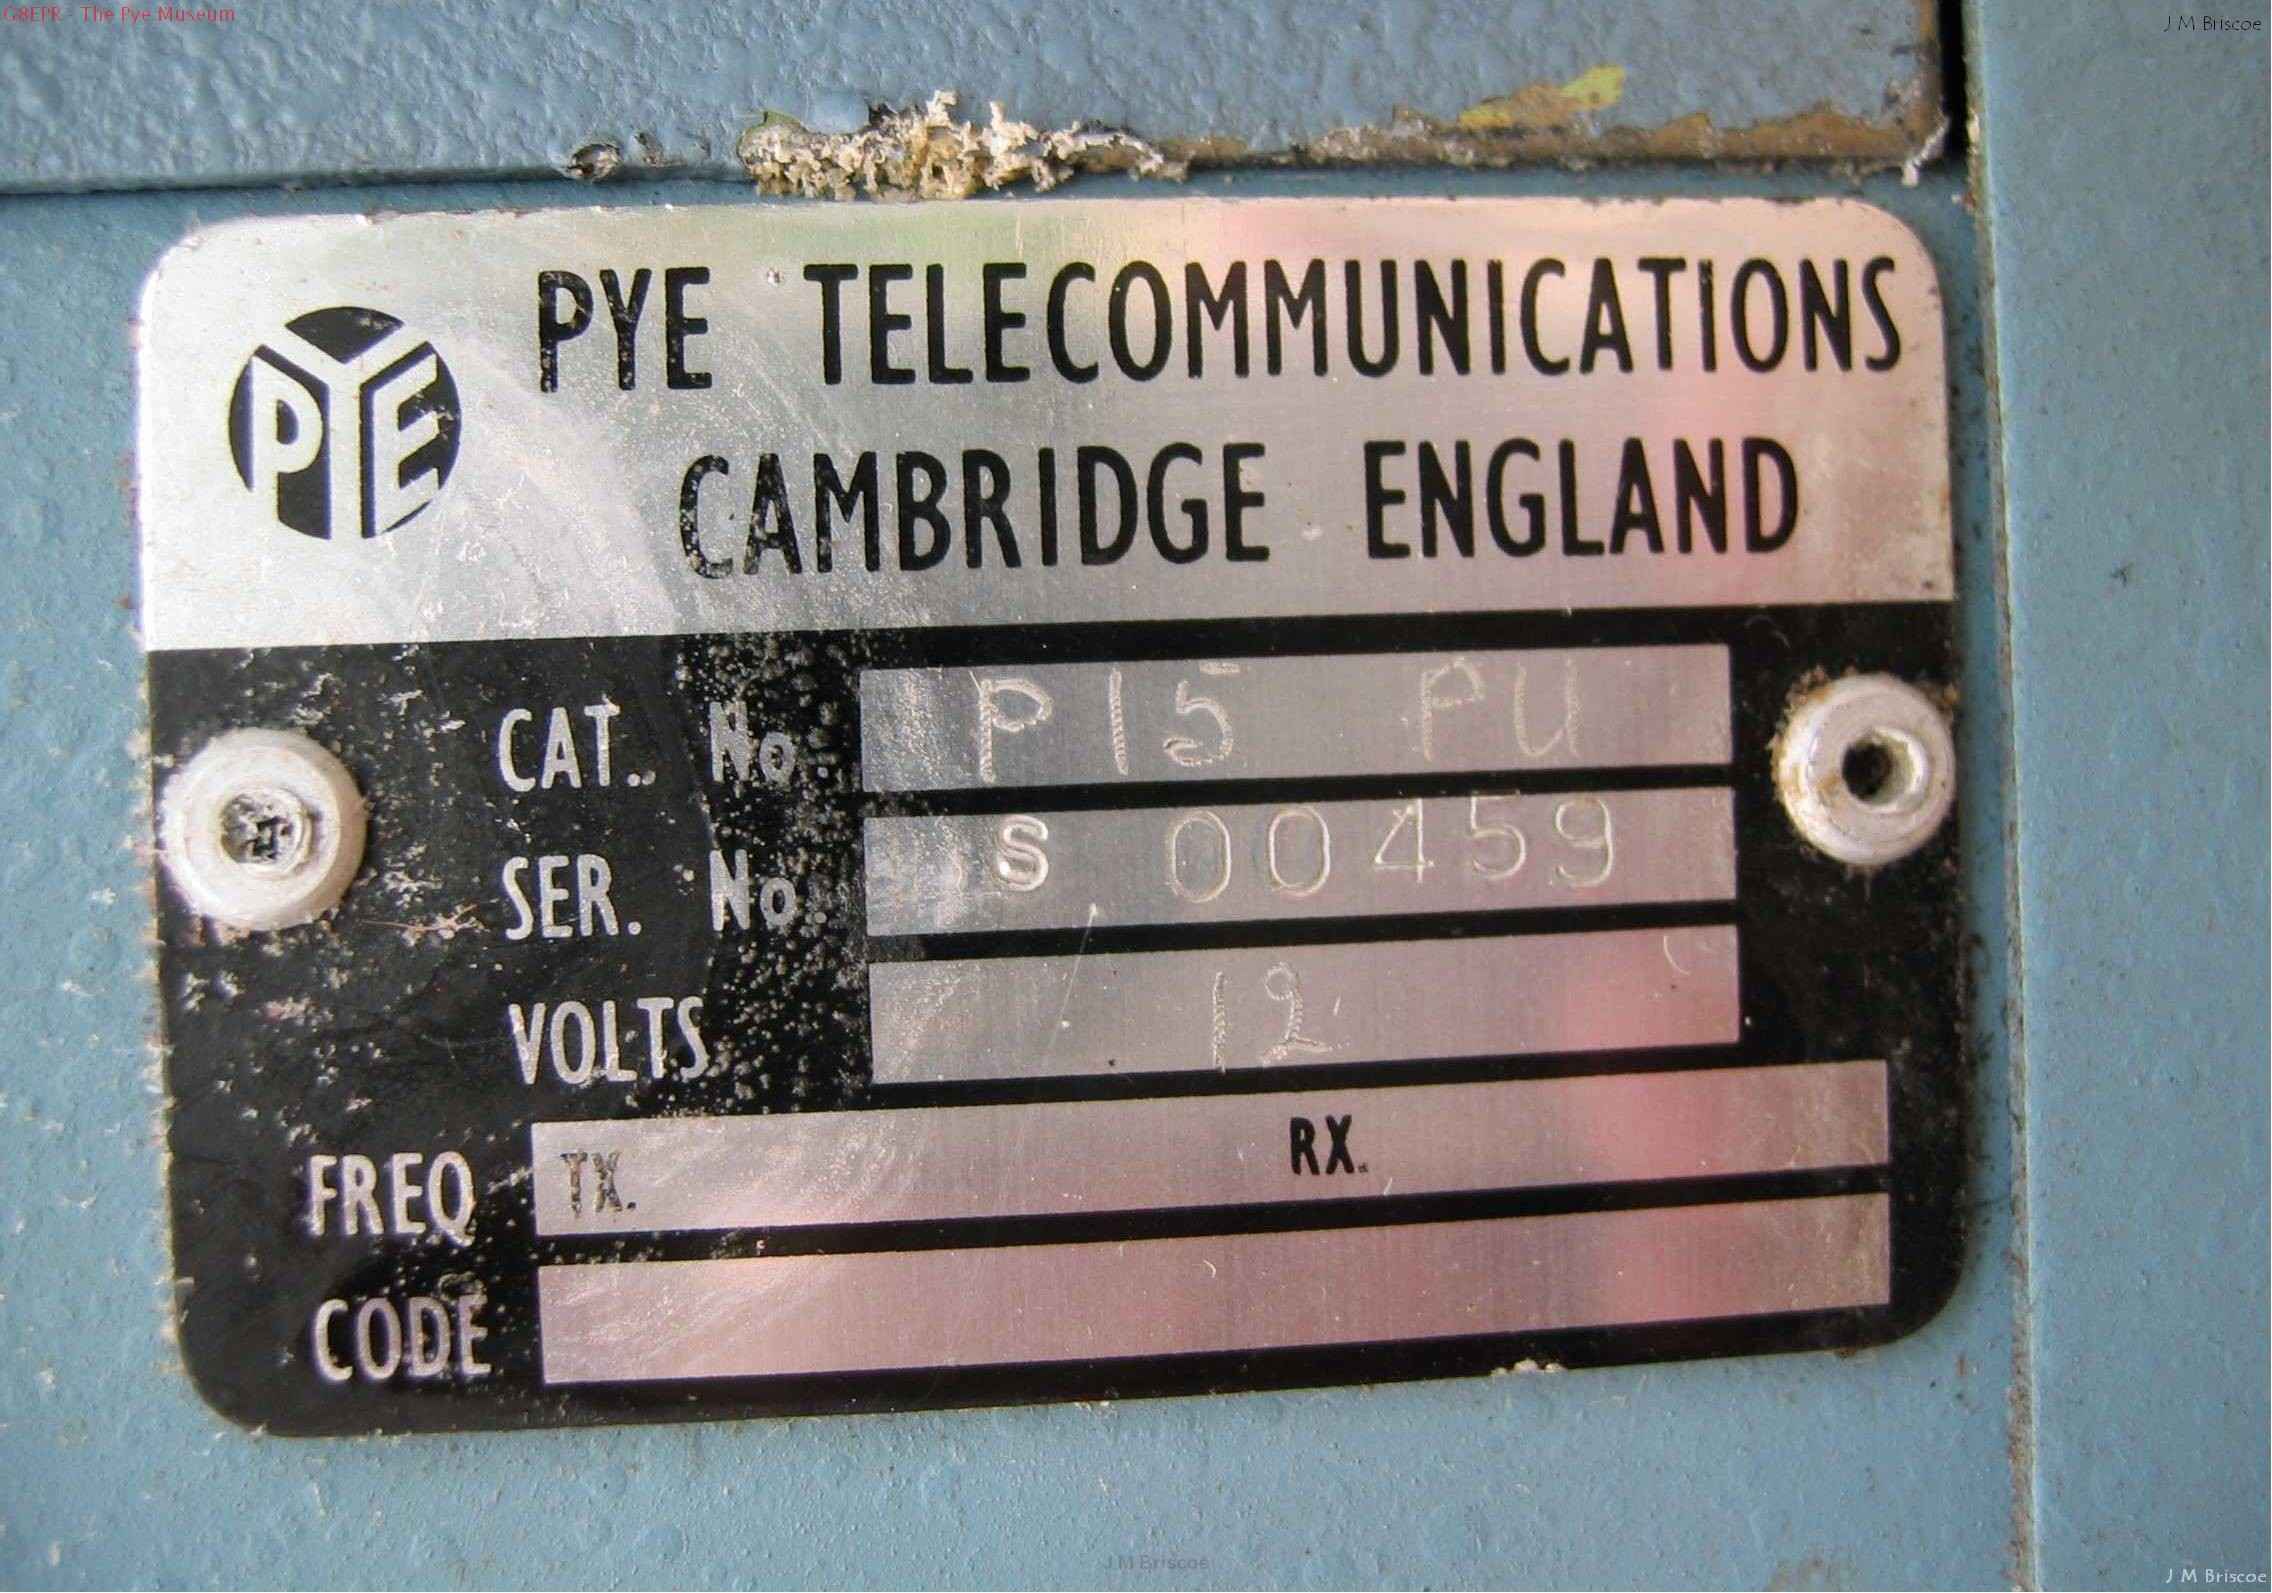 G8EPR - The Pye Museum
J M Briscoe
PYE
PYE TELECOMMUNICATIONS
CAMBRIDGE ENGLAND
CAT. No. P15 PU
SER. No. S 00459
VOLTS 12
FREQ TX. RX.
CODE
J M Briscoe
J M Briscoe